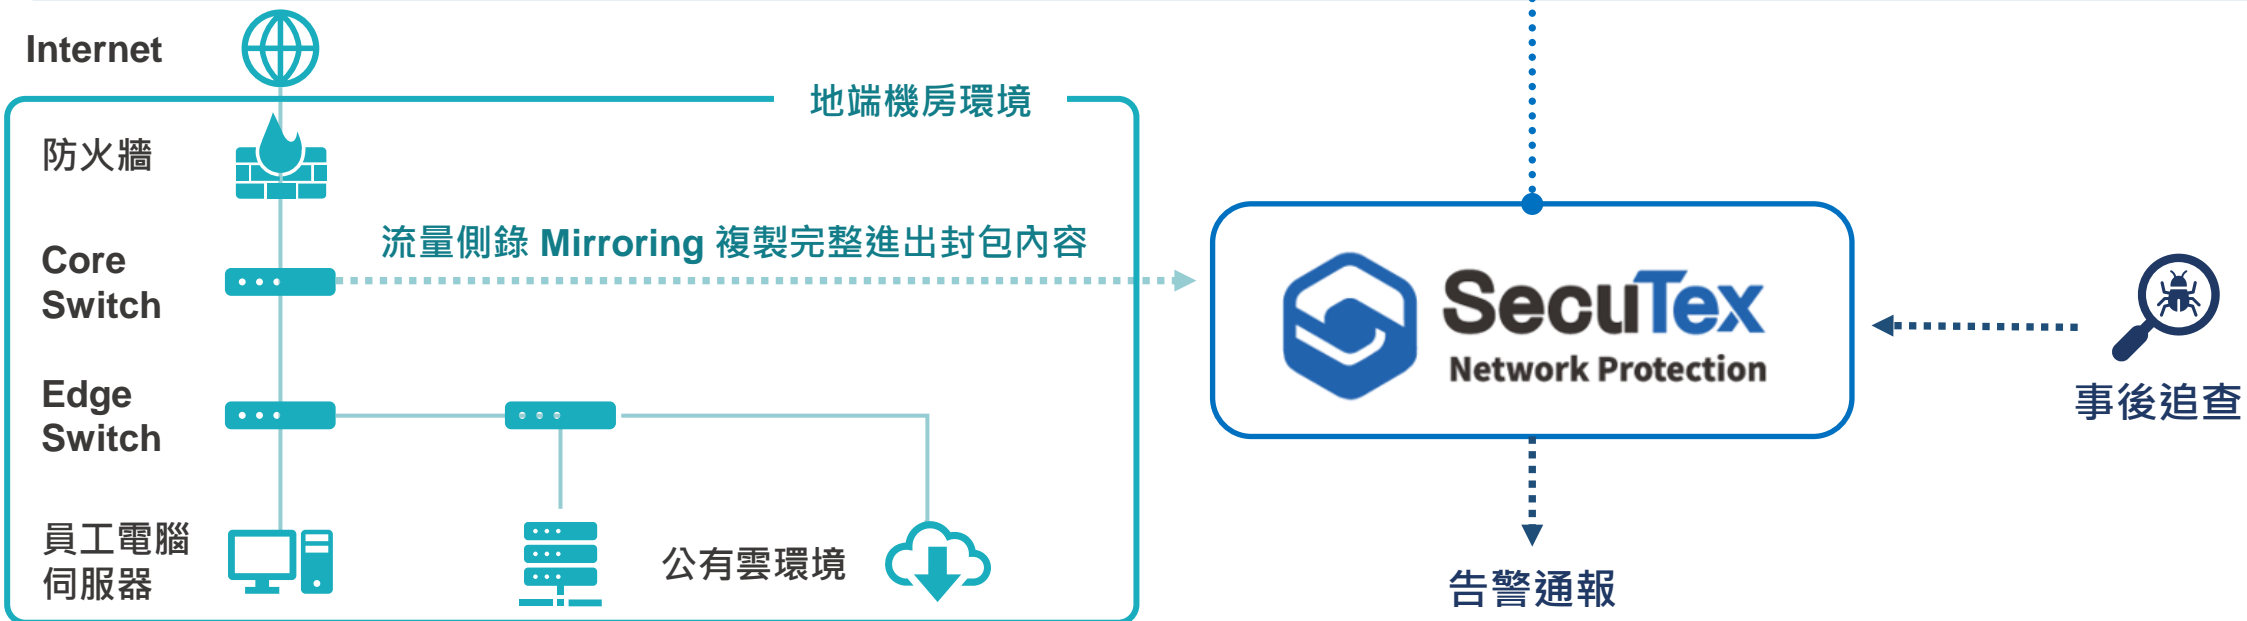 Internet
地端機房環境
防火牆
流量側錄 Mirroring 複製完整進出封包內容
Core
Switch
SecuTex
Network Protection
事後追查
Edge
Switch
員工電腦
伺服器
公有雲環境
告警通報